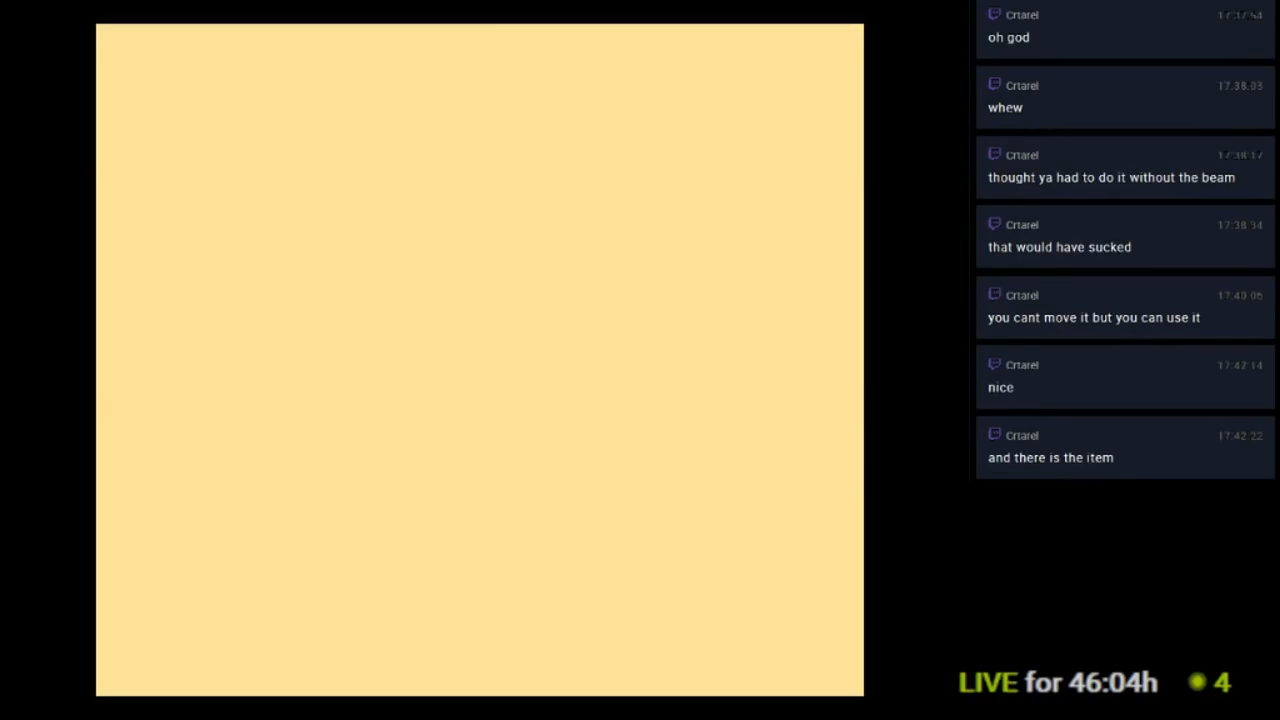 Crtarel
oh god
Crtarel 17:38:03
whew
Crtarel
thought ya had to do it without the beam
Crtarel 17:38:34
that would have sucked
Crtarel 17:40:06
you cant move it but you can use it
Crtarel 17:42:14
nice
Crtarel 17:42:22
and there is the item
LIVE for 46:04h 4